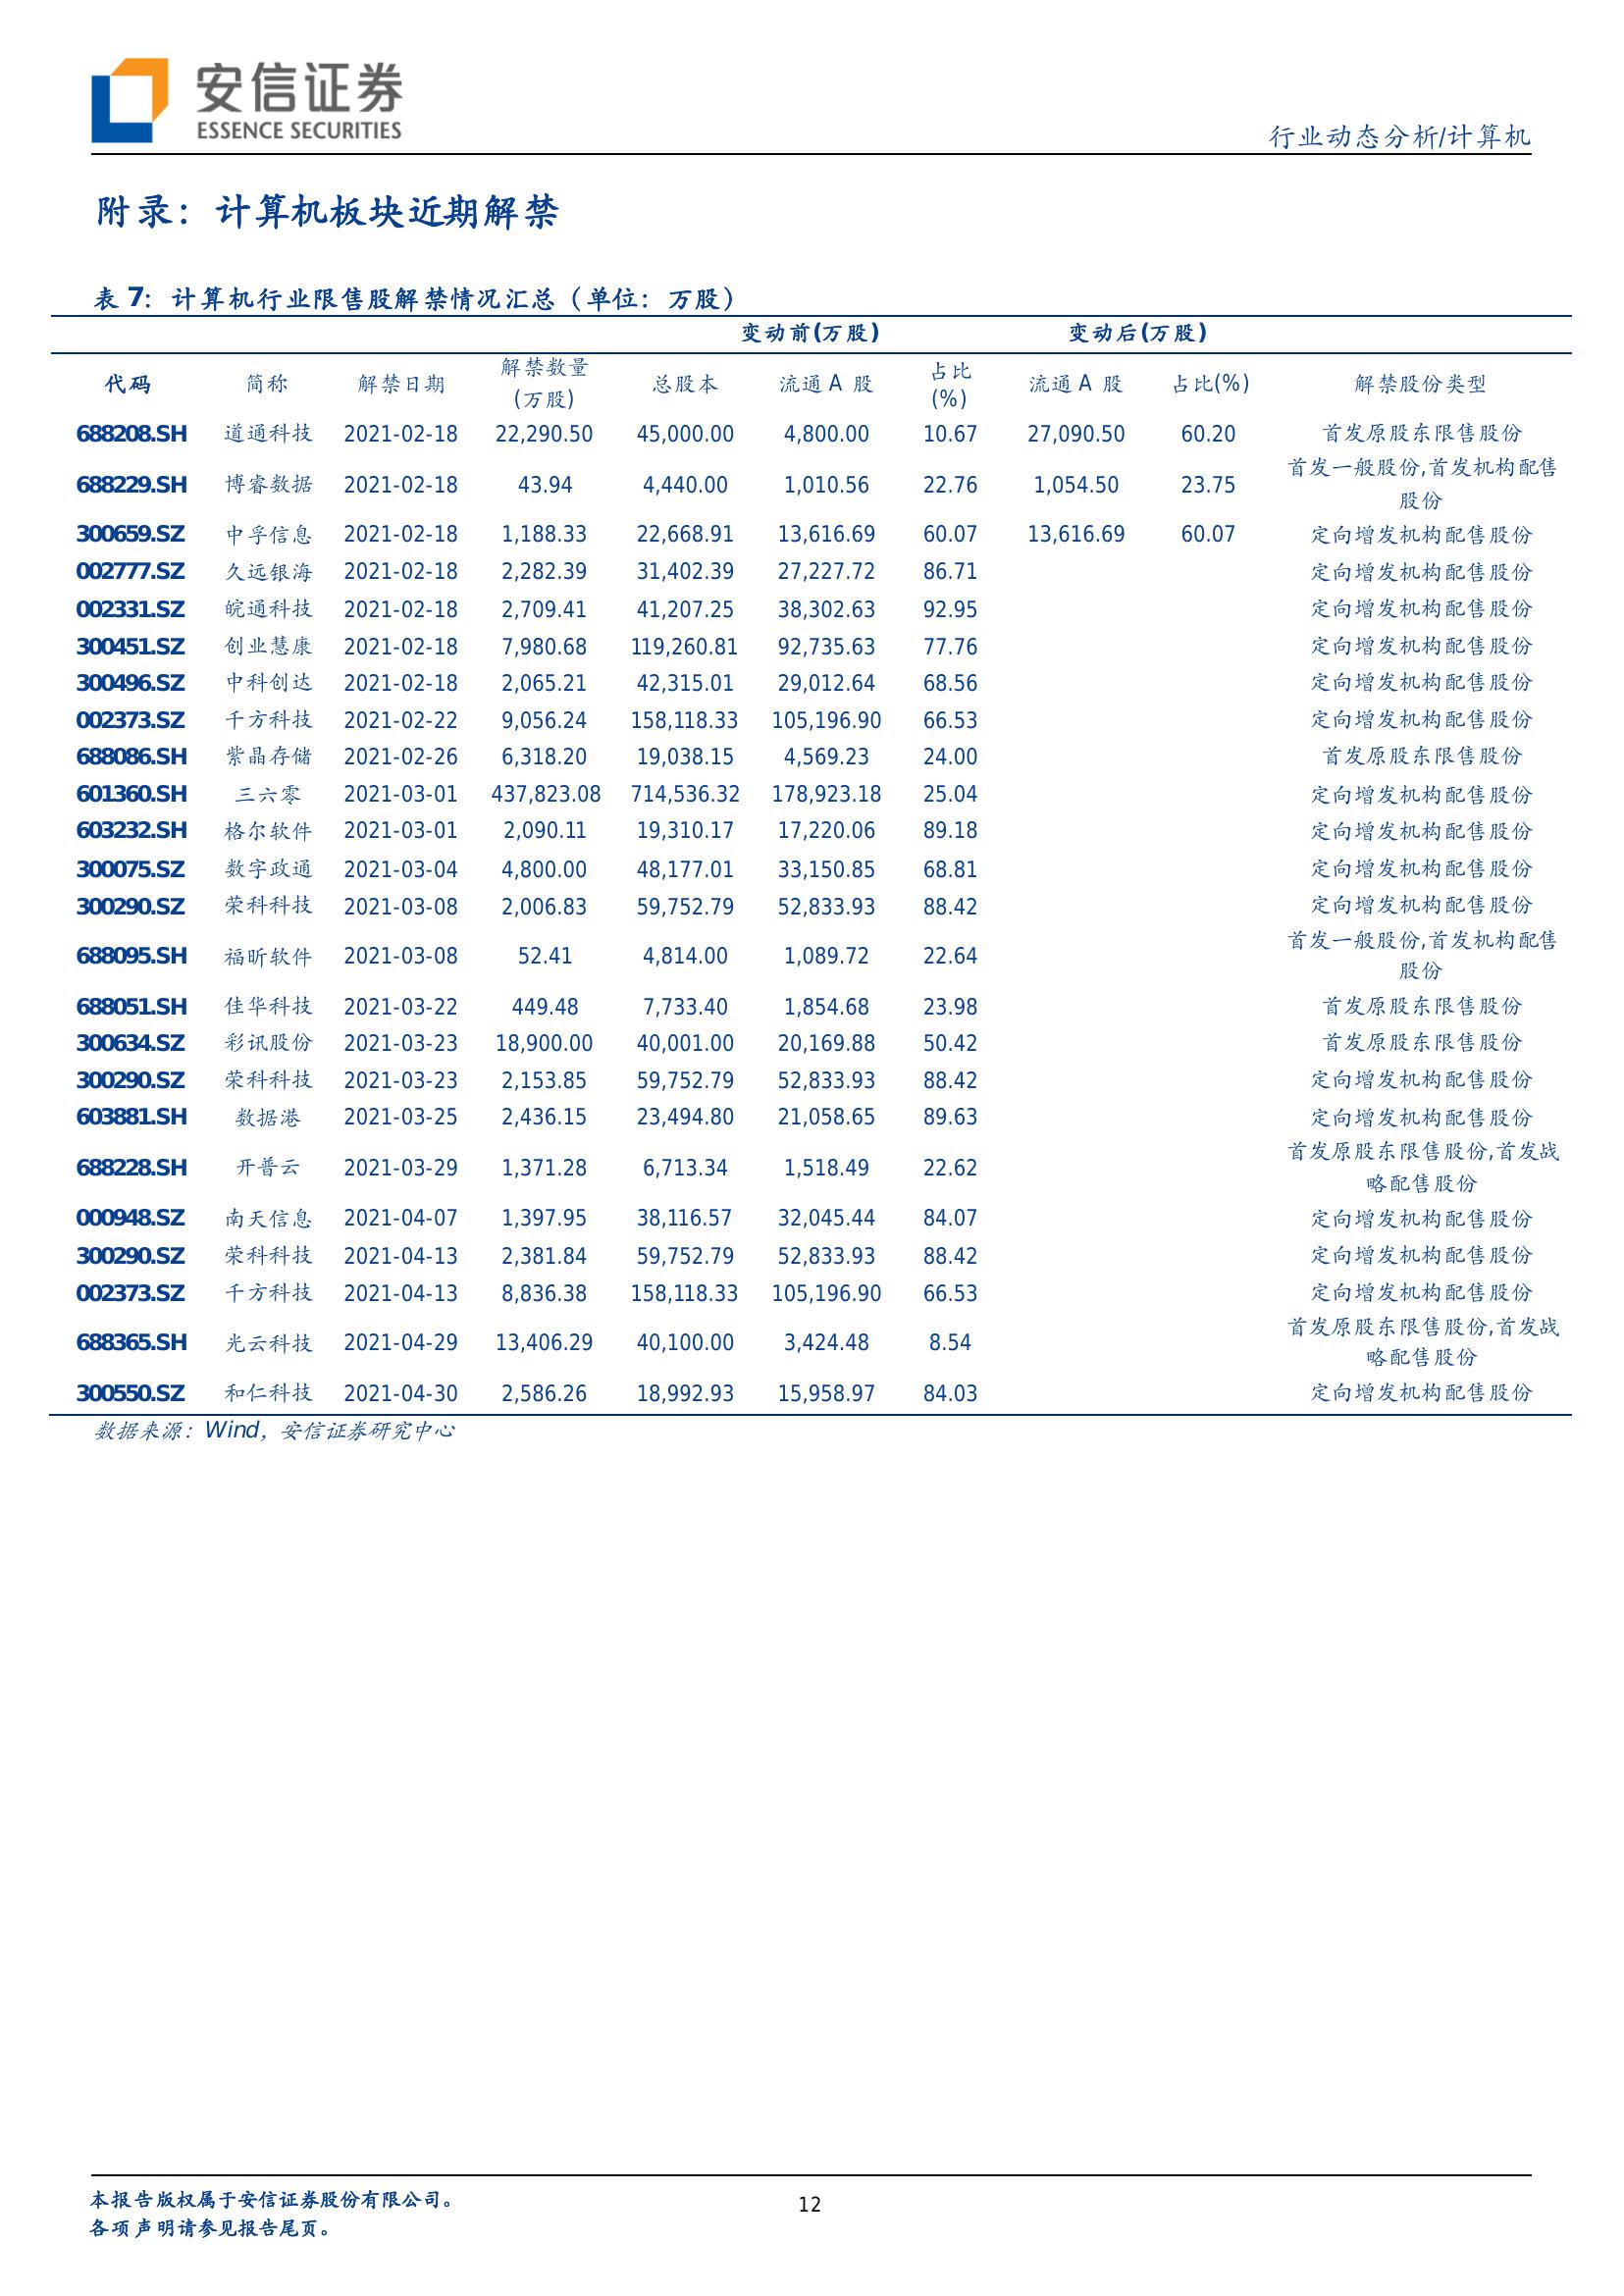 安信证券
ESSENCE SECURITIES
行业动态分析/计算机
附录：计算机板块近期解禁
表 7：计算机行业限售股解禁情况汇总（单位：万股）
变动前(万股) 变动后(万股)
代码 简称 解禁日期 解禁数量(万股) 总股本 流通 A 股 占比(%) 流通 A 股 占比(%) 解禁股份类型
688208.SH 道通科技 2021-02-18 22,290.50 45,000.00 4,800.00 10.67 27,090.50 60.20 首发原股东限售股份
688229.SH 博睿数据 2021-02-18 43.94 4,440.00 1,010.56 22.76 1,054.50 23.75 首发一般股份,首发机构配售股份
300659.SZ 中孚信息 2021-02-18 1,188.33 22,668.91 13,616.69 60.07 13,616.69 60.07 定向增发机构配售股份
002777.SZ 久远银海 2021-02-18 2,282.39 31,402.39 27,227.72 86.71 定向增发机构配售股份
002331.SZ 皖通科技 2021-02-18 2,709.41 41,207.25 38,302.63 92.95 定向增发机构配售股份
300451.SZ 创业慧康 2021-02-18 7,980.68 119,260.81 92,735.63 77.76 定向增发机构配售股份
300496.SZ 中科创达 2021-02-18 2,065.21 42,315.01 29,012.64 68.56 定向增发机构配售股份
002373.SZ 千方科技 2021-02-22 9,056.24 158,118.33 105,196.90 66.53 定向增发机构配售股份
688086.SH 紫晶存储 2021-02-26 6,318.20 19,038.15 4,569.23 24.00 首发原股东限售股份
601360.SH 三六零 2021-03-01 437,823.08 714,536.32 178,923.18 25.04 定向增发机构配售股份
603232.SH 格尔软件 2021-03-01 2,090.11 19,310.17 17,220.06 89.18 定向增发机构配售股份
300075.SZ 数字政通 2021-03-04 4,800.00 48,177.01 33,150.85 68.81 定向增发机构配售股份
300290.SZ 荣科科技 2021-03-08 2,006.83 59,752.79 52,833.93 88.42 定向增发机构配售股份
688095.SH 福昕软件 2021-03-08 52.41 4,814.00 1,089.72 22.64 首发一般股份,首发机构配售股份
688051.SH 佳华科技 2021-03-22 449.48 7,733.40 1,854.68 23.98 首发原股东限售股份
300634.SZ 彩讯股份 2021-03-23 18,900.00 40,001.00 20,169.88 50.42 首发原股东限售股份
300290.SZ 荣科科技 2021-03-23 2,153.85 59,752.79 52,833.93 88.42 定向增发机构配售股份
603881.SH 数据港 2021-03-25 2,436.15 23,494.80 21,058.65 89.63 定向增发机构配售股份
688228.SH 开普云 2021-03-29 1,371.28 6,713.34 1,518.49 22.62 首发原股东限售股份,首发战略配售股份
000948.SZ 南天信息 2021-04-07 1,397.95 38,116.57 32,045.44 84.07 定向增发机构配售股份
300290.SZ 荣科科技 2021-04-13 2,381.84 59,752.79 52,833.93 88.42 定向增发机构配售股份
002373.SZ 千方科技 2021-04-13 8,836.38 158,118.33 105,196.90 66.53 定向增发机构配售股份
688365.SH 光云科技 2021-04-29 13,406.29 40,100.00 3,424.48 8.54 首发原股东限售股份,首发战略配售股份
300550.SZ 和仁科技 2021-04-30 2,586.26 18,992.93 15,958.97 84.03 定向增发机构配售股份
数据来源：Wind，安信证券研究中心
本报告版权属于安信证券股份有限公司。
各项声明请参见报告尾页。
12